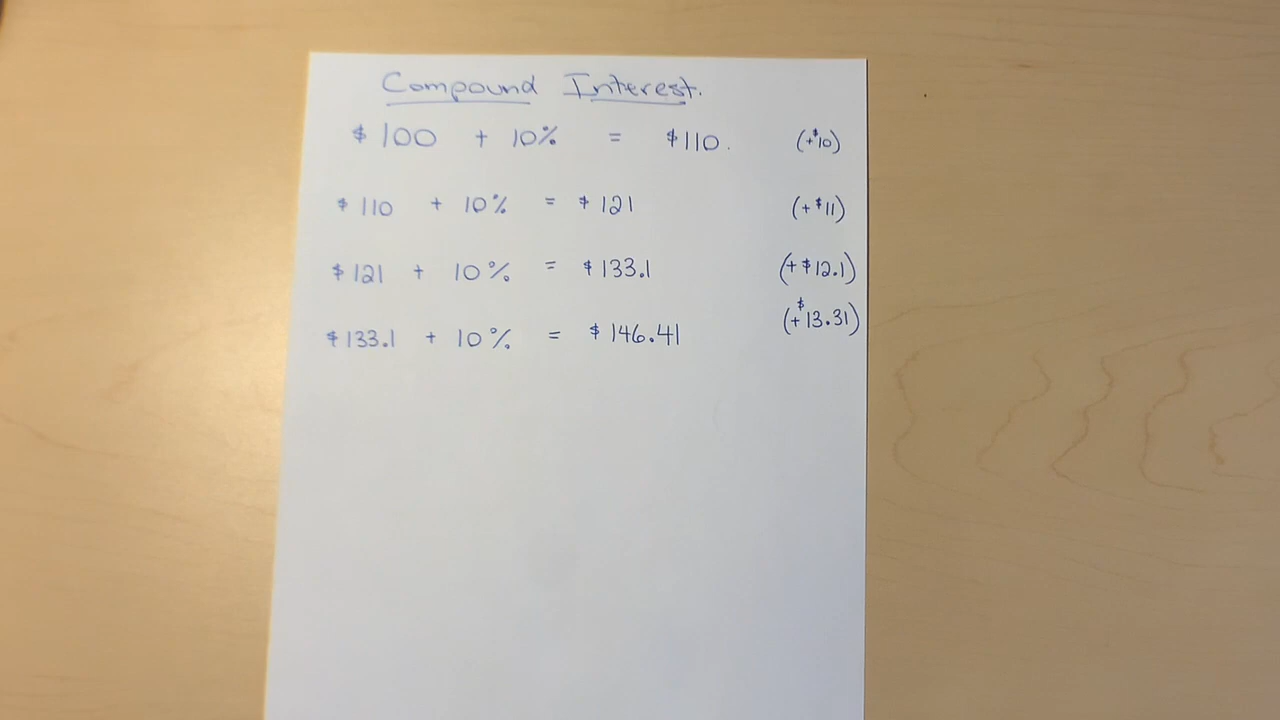 Compound Interest.
$100 + 10% = $110. (+$10)
$110 + 10% = $121 (+$11)
$121 + 10% = $133.1 (+$12.1)
$133.1 + 10% = $146.41 (+$13.31)